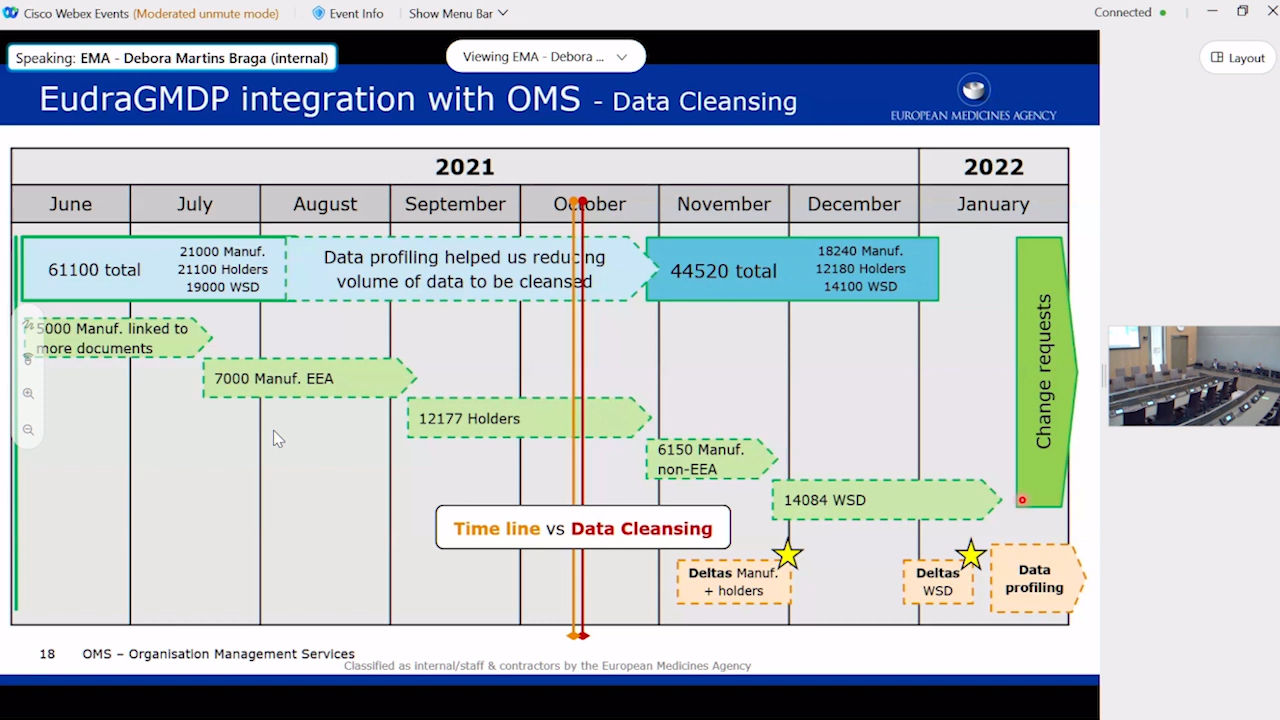 Cisco Webex Events (Moderated unmute mode)
Event Info
Show Menu Bar
Connected
Speaking: EMA - Debora Martins Braga (internal)
Viewing EMA - Debora ...
Layout
EudraGMDP integration with OMS - Data Cleansing
EUROPEAN MEDICINES AGENCY
2021
2022
June
July
August
September
October
November
December
January
61100 total
21000 Manuf.
21100 Holders
19000 WSD
Data profiling helped us reducing
volume of data to be cleansed
44520 total
18240 Manuf.
12180 Holders
14100 WSD
5000 Manuf. linked to
more documents
7000 Manuf. EEA
12177 Holders
6150 Manuf.
non-EEA
14084 WSD
Change requests
Time line vs Data Cleansing
Deltas Manuf.
+ holders
Deltas
WSD
Data
profiling
18
OMS – Organisation Management Services
Classified as internal/staff & contractors by the European Medicines Agency